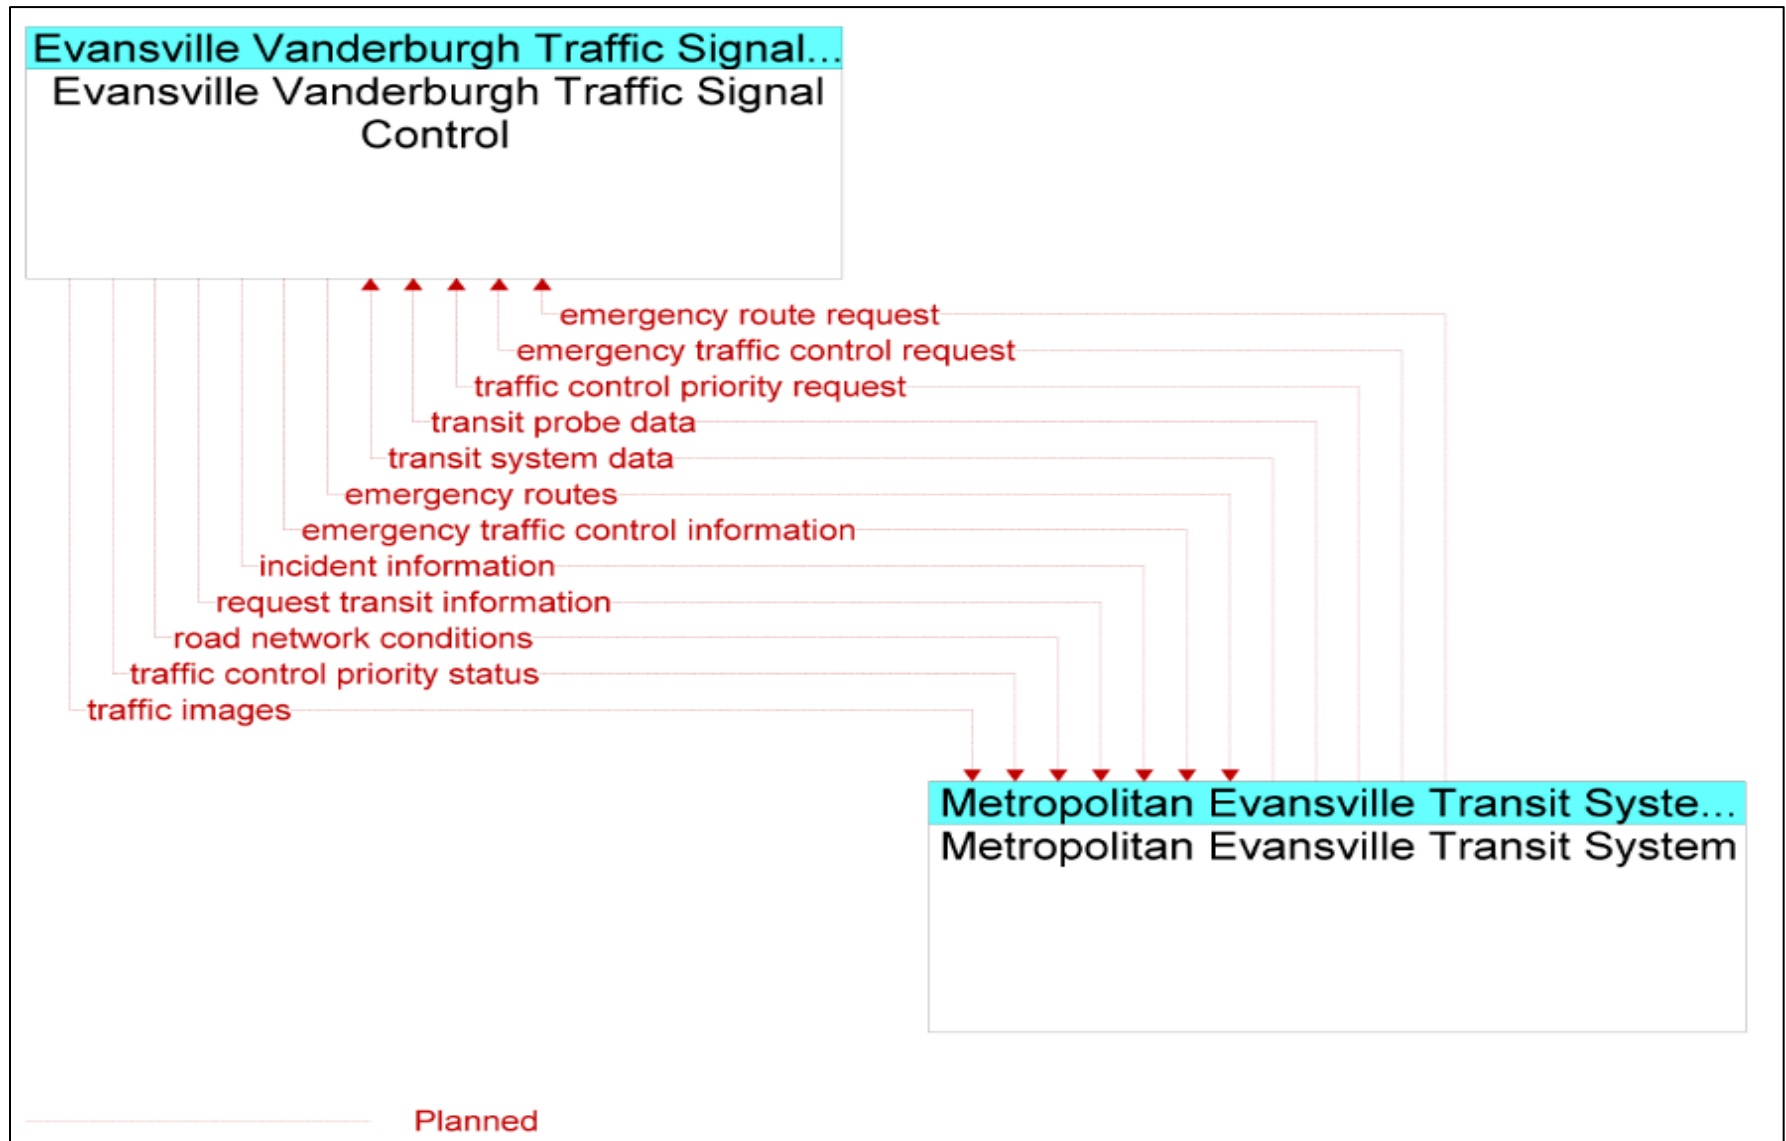 Evansville Vanderburgh Traffic Signal...
Evansville Vanderburgh Traffic Signal
Control
emergency route request
emergency traffic control request
traffic control priority request
transit probe data
transit system data
emergency routes
emergency traffic control information
incident information
request transit information
road network conditions
traffic control priority status
traffic images
Metropolitan Evansville Transit Syste...
Metropolitan Evansville Transit System
Planned